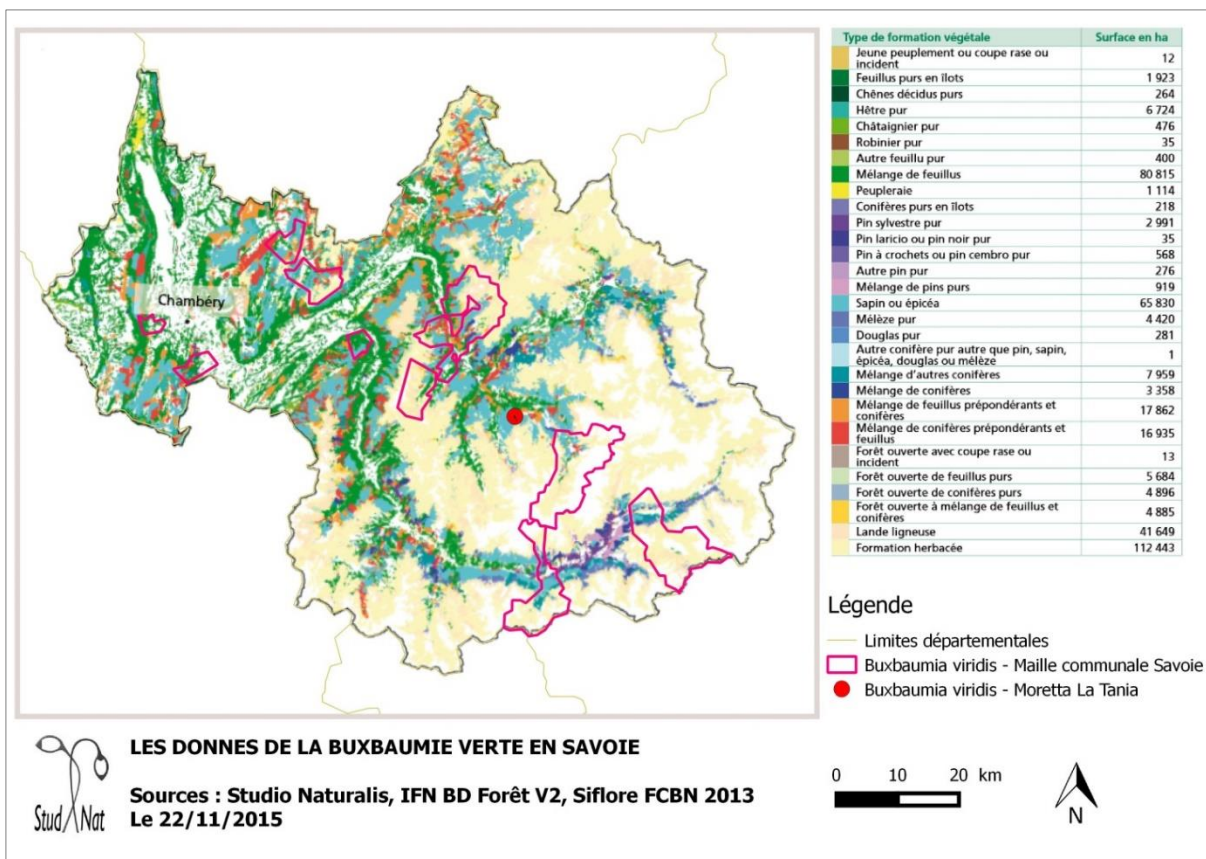 Chambéry
Type de formation végétale Surface en ha
Jeune peuplement ou coupe rase ou
incident 12
Feuillus purs en îlots 1 923
Chênes décidus purs 264
Hêtre pur 6 724
Châtaignier pur 476
Robinier pur 35
Autre feuillu pur 400
Mélange de feuillus 80 815
Peupleraie 1 114
Conifères purs en îlots 218
Pin sylvestre pur 2 991
Pin laricio ou pin noir pur 35
Pin à crochets ou pin cembro pur 568
Autre pin pur 276
Mélange de pins purs 919
Sapin ou épicéa 65 830
Mélèze pur 4 420
Douglas pur 281
Autre conifère pur autre que pin, sapin,
épicéa, douglas ou mélèze 1
Mélange d'autres conifères 7 959
Mélange de conifères 3 358
Mélange de feuillus prépondérants et
conifères 17 862
Mélange de conifères prépondérants et
feuillus 16 935
Forêt ouverte avec coupe rase ou
incident 13
Forêt ouverte de feuillus purs 5 684
Forêt ouverte de conifères purs 4 896
Forêt ouverte à mélange de feuillus et
conifères 4 885
Lande ligneuse 41 649
Formation herbacée 112 443
Légende
Limites départementales
Buxbaumia viridis - Maille communale Savoie
Buxbaumia viridis - Moretta La Tania
0 10 20 km
N
Stud Nat
LES DONNES DE LA BUXBAUMIE VERTE EN SAVOIE
Sources : Studio Naturalis, IFN BD Forêt V2, Siflore FCBN 2013
Le 22/11/2015